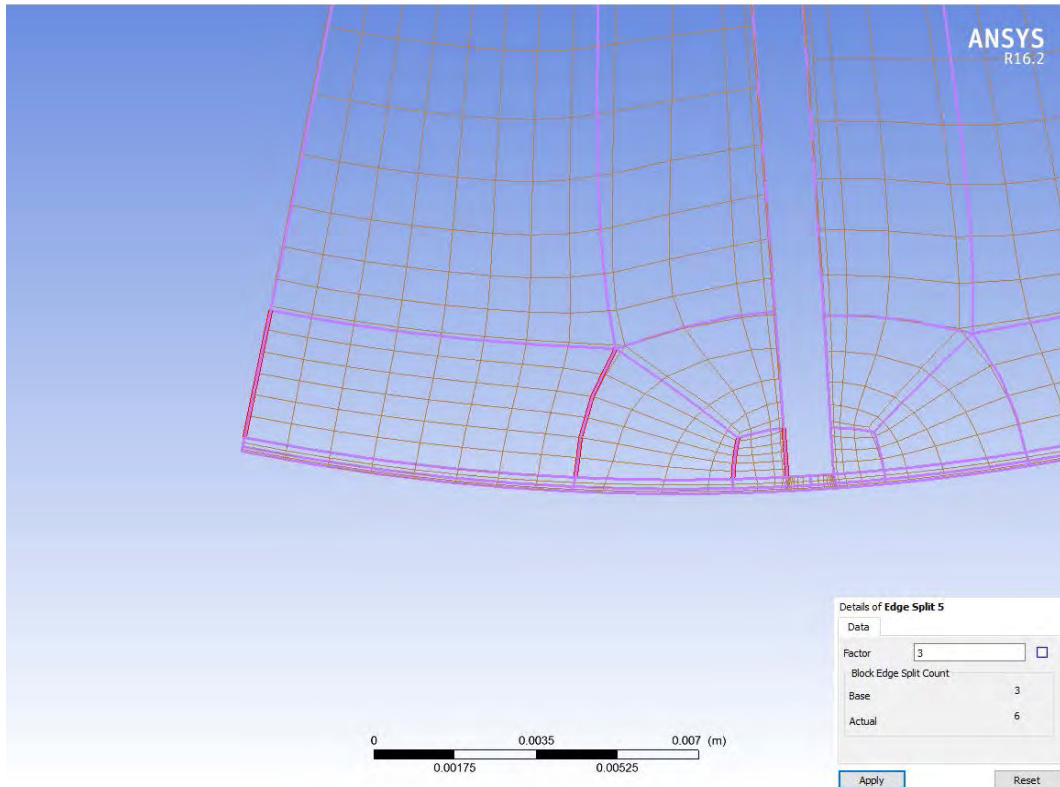 ANSYS
R16.2
Details of Edge Split 5
Data
Factor 3
Block Edge Split Count
Base 3
Actual 6
0 0.0035 0.007 (m)
0.00175 0.00525
Apply Reset